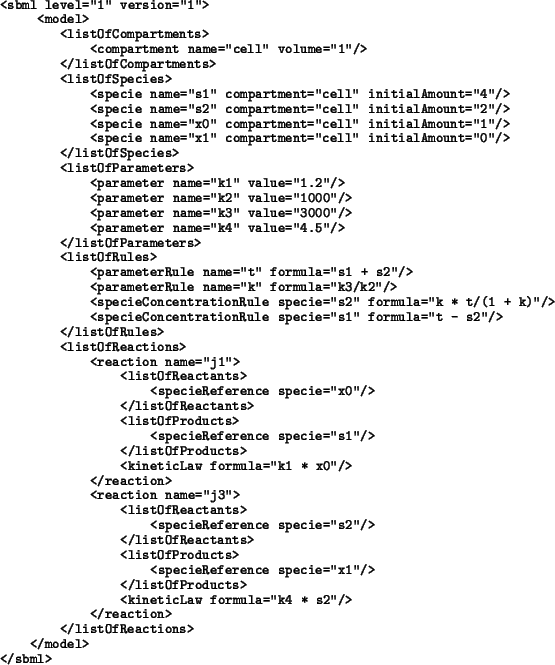 <sbml level="1" version="1">
<model>
<listOfCompartments>
<compartment name="cell" volume="1"/>
</listOfCompartments>
<listOfSpecies>
<specie name="s1" compartment="cell" initialAmount="4"/>
<specie name="s2" compartment="cell" initialAmount="2"/>
<specie name="x0" compartment="cell" initialAmount="1"/>
<specie name="x1" compartment="cell" initialAmount="0"/>
</listOfSpecies>
<listOfParameters>
<parameter name="k1" value="1.2"/>
<parameter name="k2" value="1000"/>
<parameter name="k3" value="3000"/>
<parameter name="k4" value="4.5"/>
</listOfParameters>
<listOfRules>
<parameterRule name="t" formula="s1 + s2"/>
<parameterRule name="k" formula="k3/k2"/>
<specieConcentrationRule specie="s2" formula="k * t/(1 + k)"/>
<specieConcentrationRule specie="s1" formula="t - s2"/>
</listOfRules>
<listOfReactions>
<reaction name="j1">
<listOfReactants>
<specieReference specie="x0"/>
</listOfReactants>
<listOfProducts>
<specieReference specie="s1"/>
</listOfProducts>
<kineticLaw formula="k1 * x0"/>
</reaction>
<reaction name="j3">
<listOfReactants>
<specieReference specie="s2"/>
</listOfReactants>
<listOfProducts>
<specieReference specie="x1"/>
</listOfProducts>
<kineticLaw formula="k4 * s2"/>
</reaction>
</listOfReactions>
</model>
</sbml>